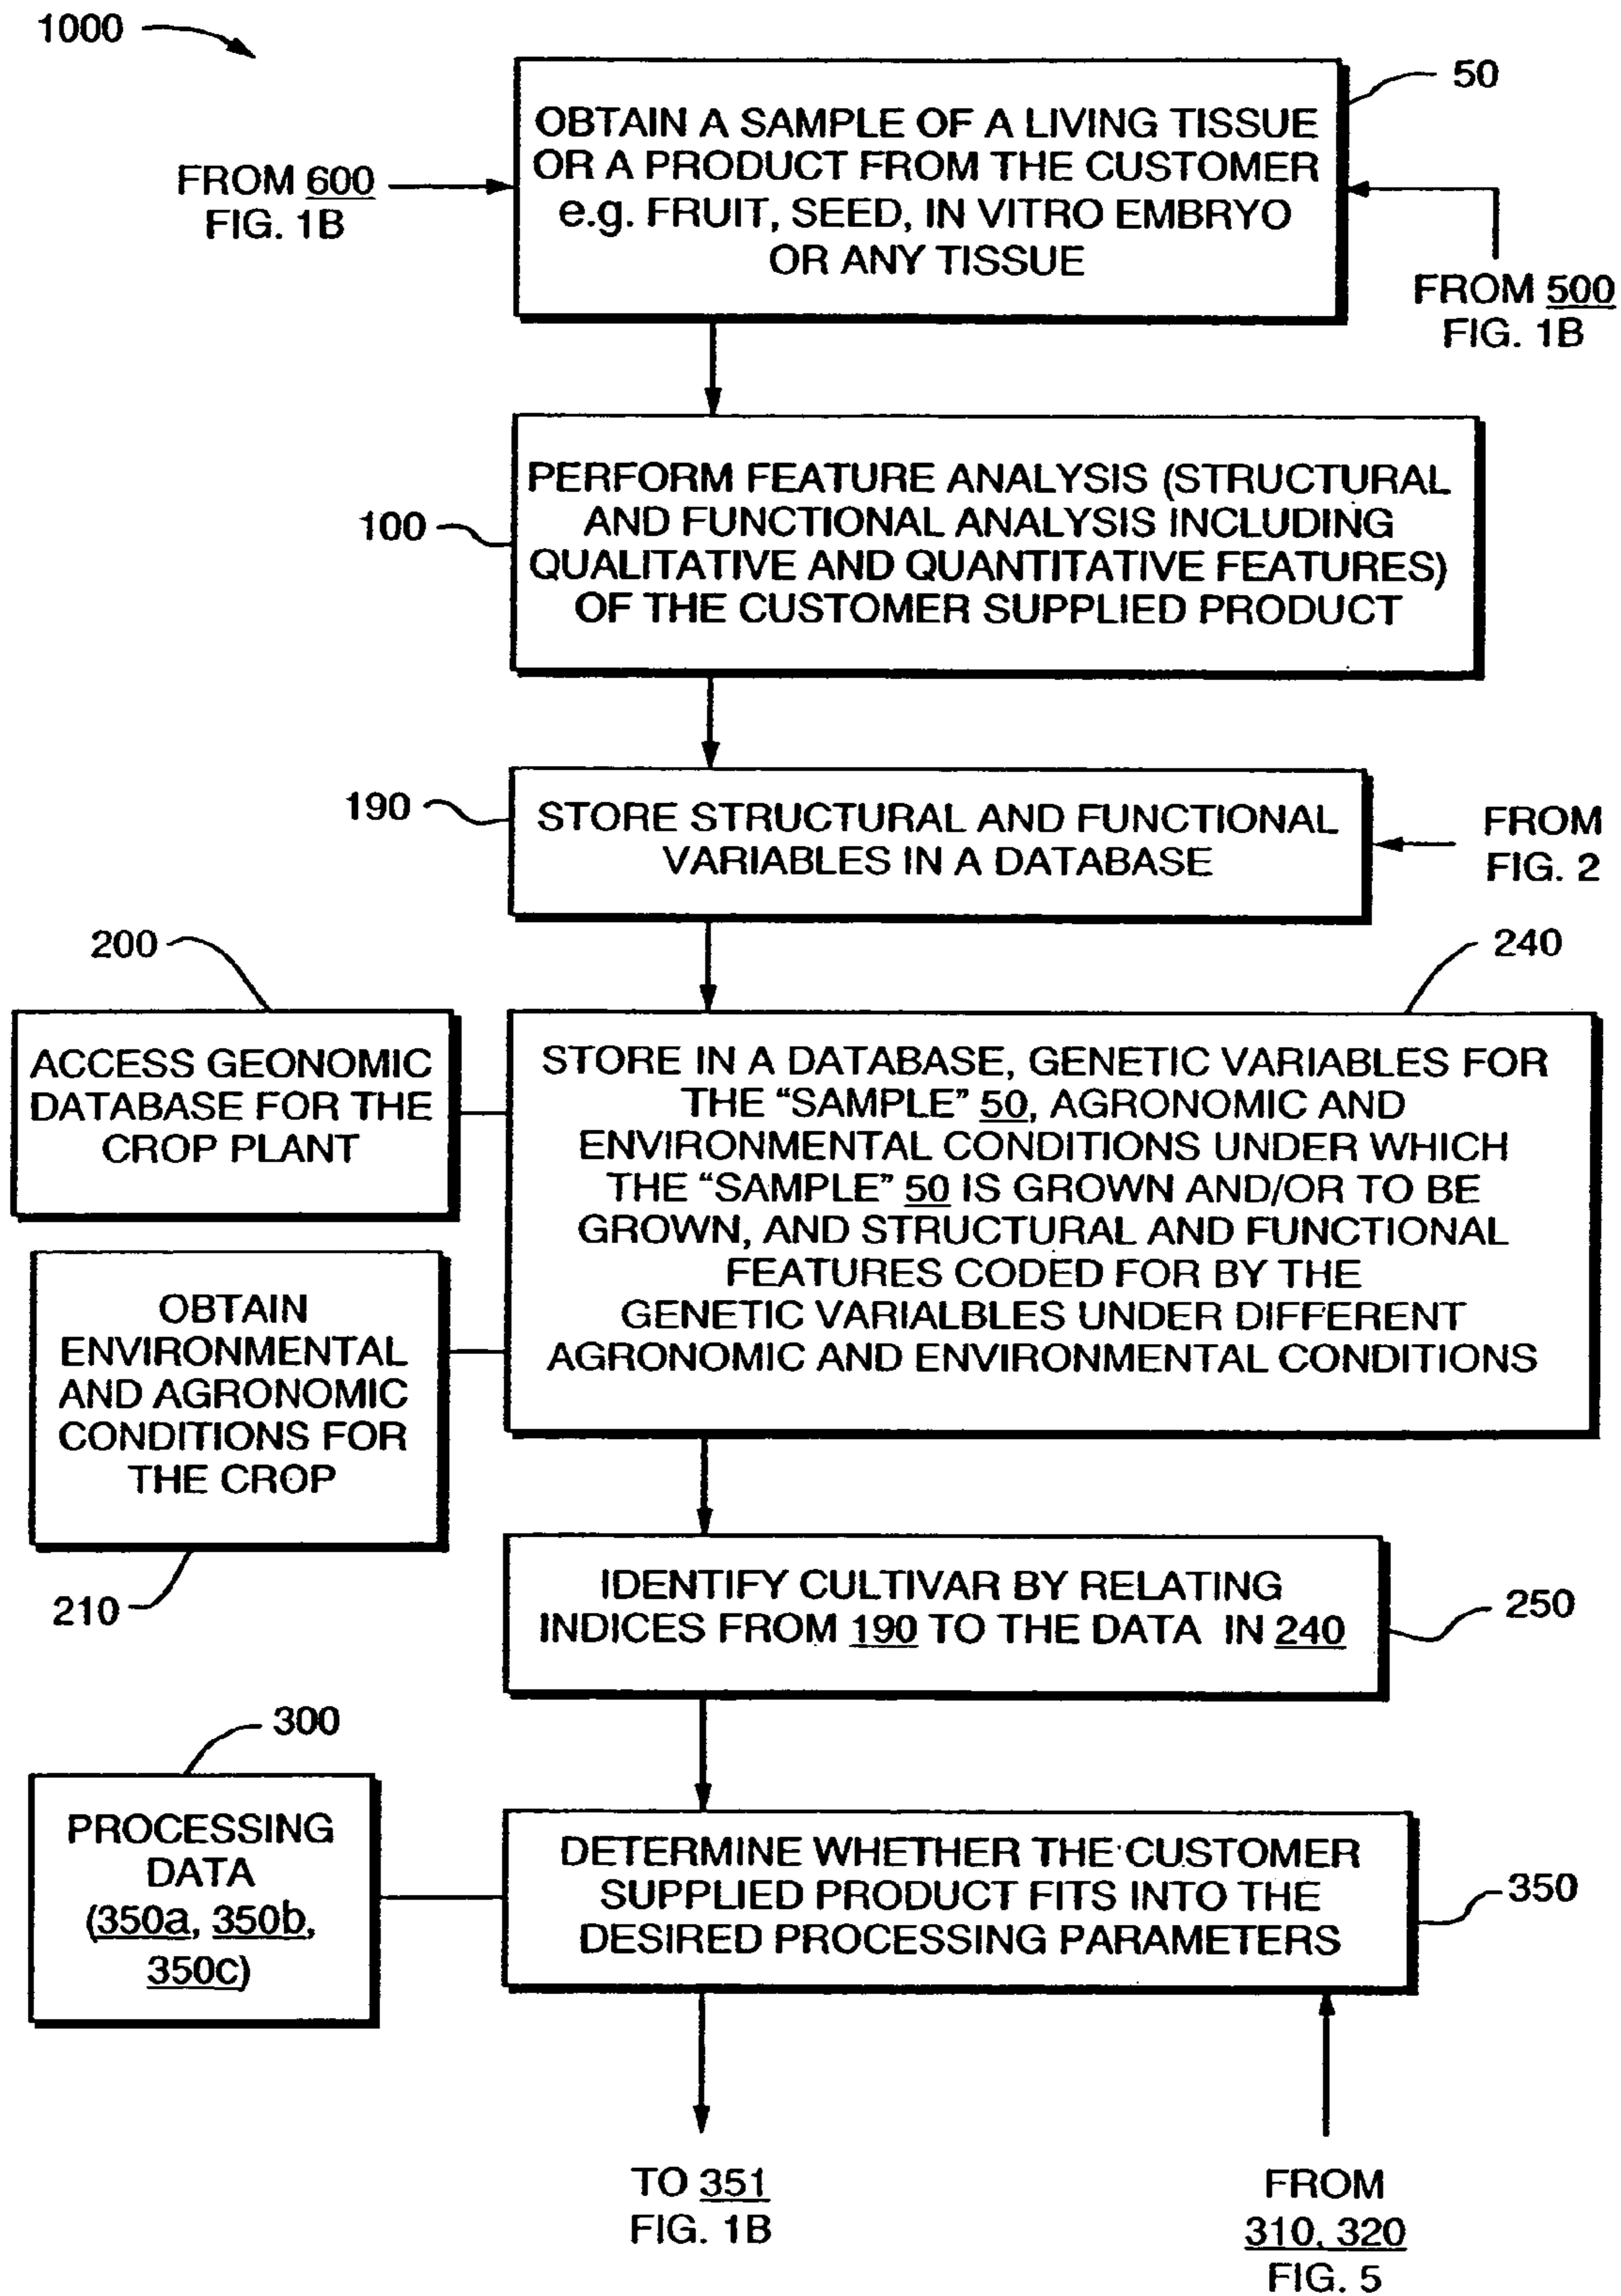 1000
50
OBTAIN A SAMPLE OF A LIVING TISSUE
OR A PRODUCT FROM THE CUSTOMER
e.g. FRUIT, SEED, IN VITRO EMBRYO
OR ANY TISSUE
FROM 600
FIG. 1B
FROM 500
FIG. 1B
100
PERFORM FEATURE ANALYSIS (STRUCTURAL
AND FUNCTIONAL ANALYSIS INCLUDING
QUALITATIVE AND QUANTITATIVE FEATURES)
OF THE CUSTOMER SUPPLIED PRODUCT
190
STORE STRUCTURAL AND FUNCTIONAL
VARIABLES IN A DATABASE
FROM
FIG. 2
200
240
ACCESS GEONOMIC
DATABASE FOR THE
CROP PLANT
STORE IN A DATABASE, GENETIC VARIABLES FOR
THE “SAMPLE” 50, AGRONOMIC AND
ENVIRONMENTAL CONDITIONS UNDER WHICH
THE “SAMPLE” 50 IS GROWN AND/OR TO BE
GROWN, AND STRUCTURAL AND FUNCTIONAL
FEATURES CODED FOR BY THE
GENETIC VARIALBLES UNDER DIFFERENT
AGRONOMIC AND ENVIRONMENTAL CONDITIONS
OBTAIN
ENVIRONMENTAL
AND AGRONOMIC
CONDITIONS FOR
THE CROP
210
IDENTIFY CULTIVAR BY RELATING
INDICES FROM 190 TO THE DATA IN 240
250
300
PROCESSING
DATA
(350a, 350b,
350c)
DETERMINE WHETHER THE CUSTOMER
SUPPLIED PRODUCT FITS INTO THE
DESIRED PROCESSING PARAMETERS
350
TO 351
FIG. 1B
FROM
310, 320
FIG. 5